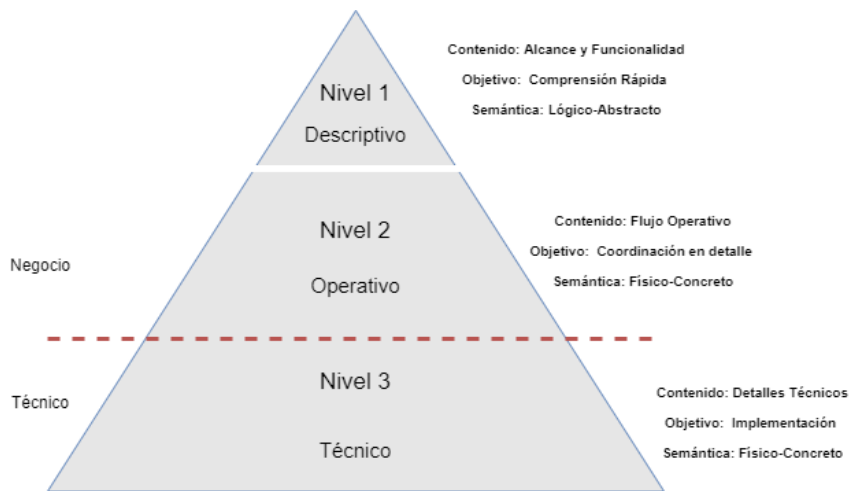 Nivel 1
Descriptivo
Contenido: Alcance y Funcionalidad
Objetivo: Comprensión Rápida
Semántica: Lógico-Abstracto
Negocio
Nivel 2
Operativo
Contenido: Flujo Operativo
Objetivo: Coordinación en detalle
Semántica: Físico-Concreto
Técnico
Nivel 3
Técnico
Contenido: Detalles Técnicos
Objetivo: Implementación
Semántica: Físico-Concreto